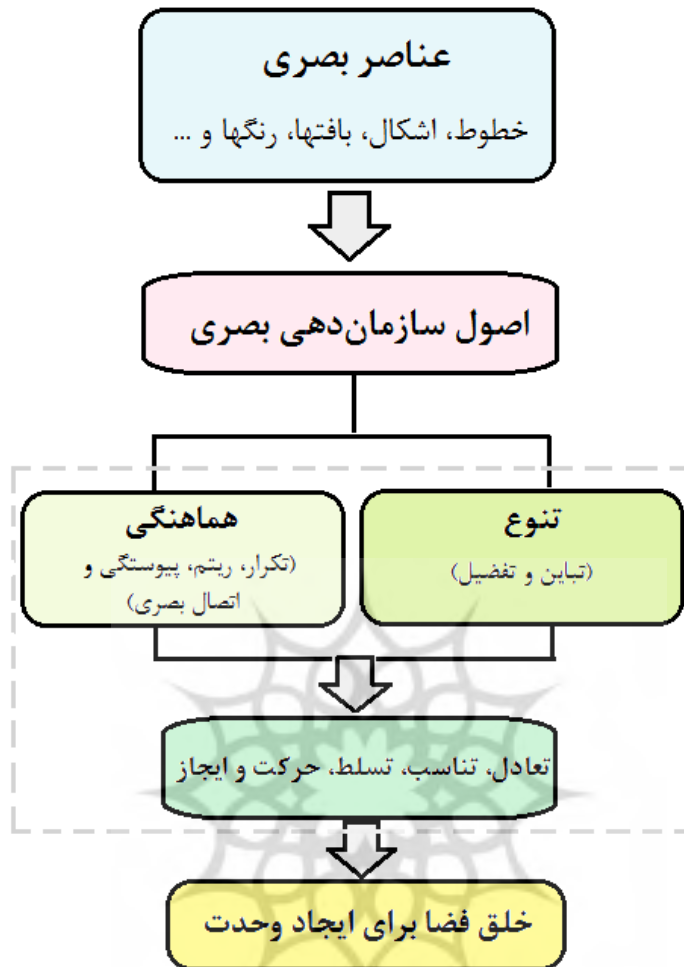 عناصر بصری
خطوط، اشکال، بافتها، رنگها و ...
اصول سازمان‌دهی بصری
تنوع
(تباین و تفضیل)
هماهنگی
(تکرار، ریتم، پیوستگی و
اتصال بصری)
تعادل، تناسب، تسلط، حرکت و ایجاز
خلق فضا برای ایجاد وحدت